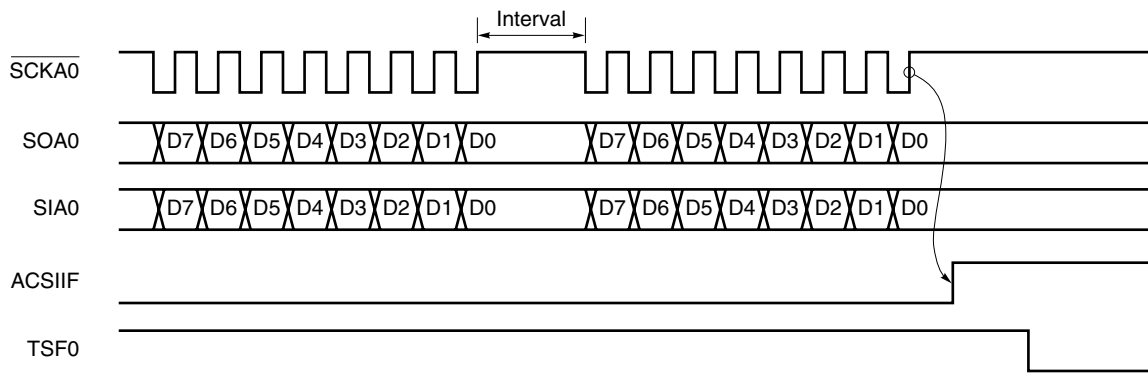 Interval
SCKA0
SOA0 D7 D6 D5 D4 D3 D2 D1 D0 D7 D6 D5 D4 D3 D2 D1 D0
SIA0 D7 D6 D5 D4 D3 D2 D1 D0 D7 D6 D5 D4 D3 D2 D1 D0
ACSIIF
TSF0